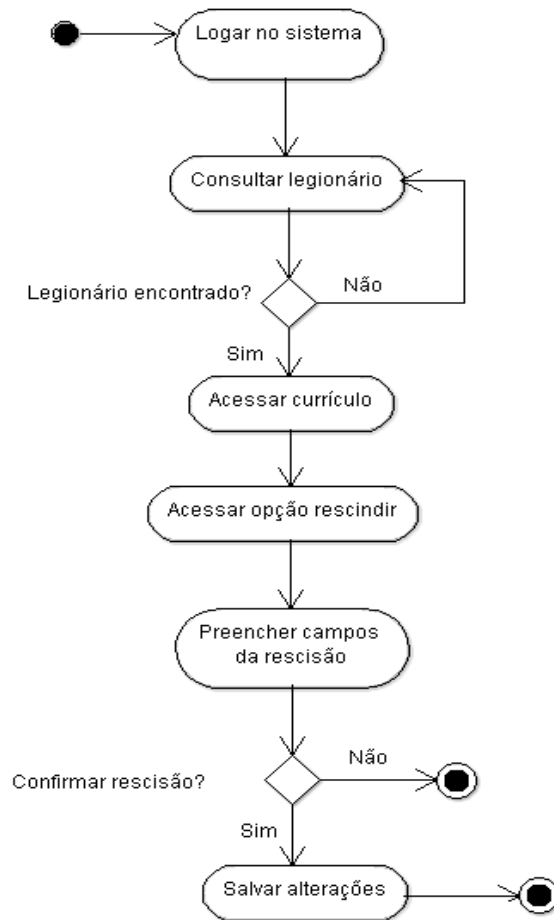 Logar no sistema
Consultar legionário
Legionário encontrado?
Não
Sim
Acessar currículo
Acessar opção rescindir
Preencher campos
da rescisão
Confirmar rescisão?
Não
Sim
Salvar alterações